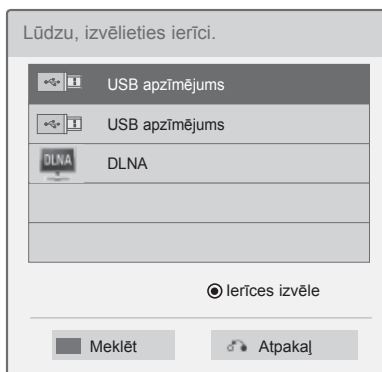 Lūdzu, izvēlieties ierīci.
USB apzīmējums
USB apzīmējums
DLNA DLNA
Ierīces izvēle
Meklēt Atpakaļ